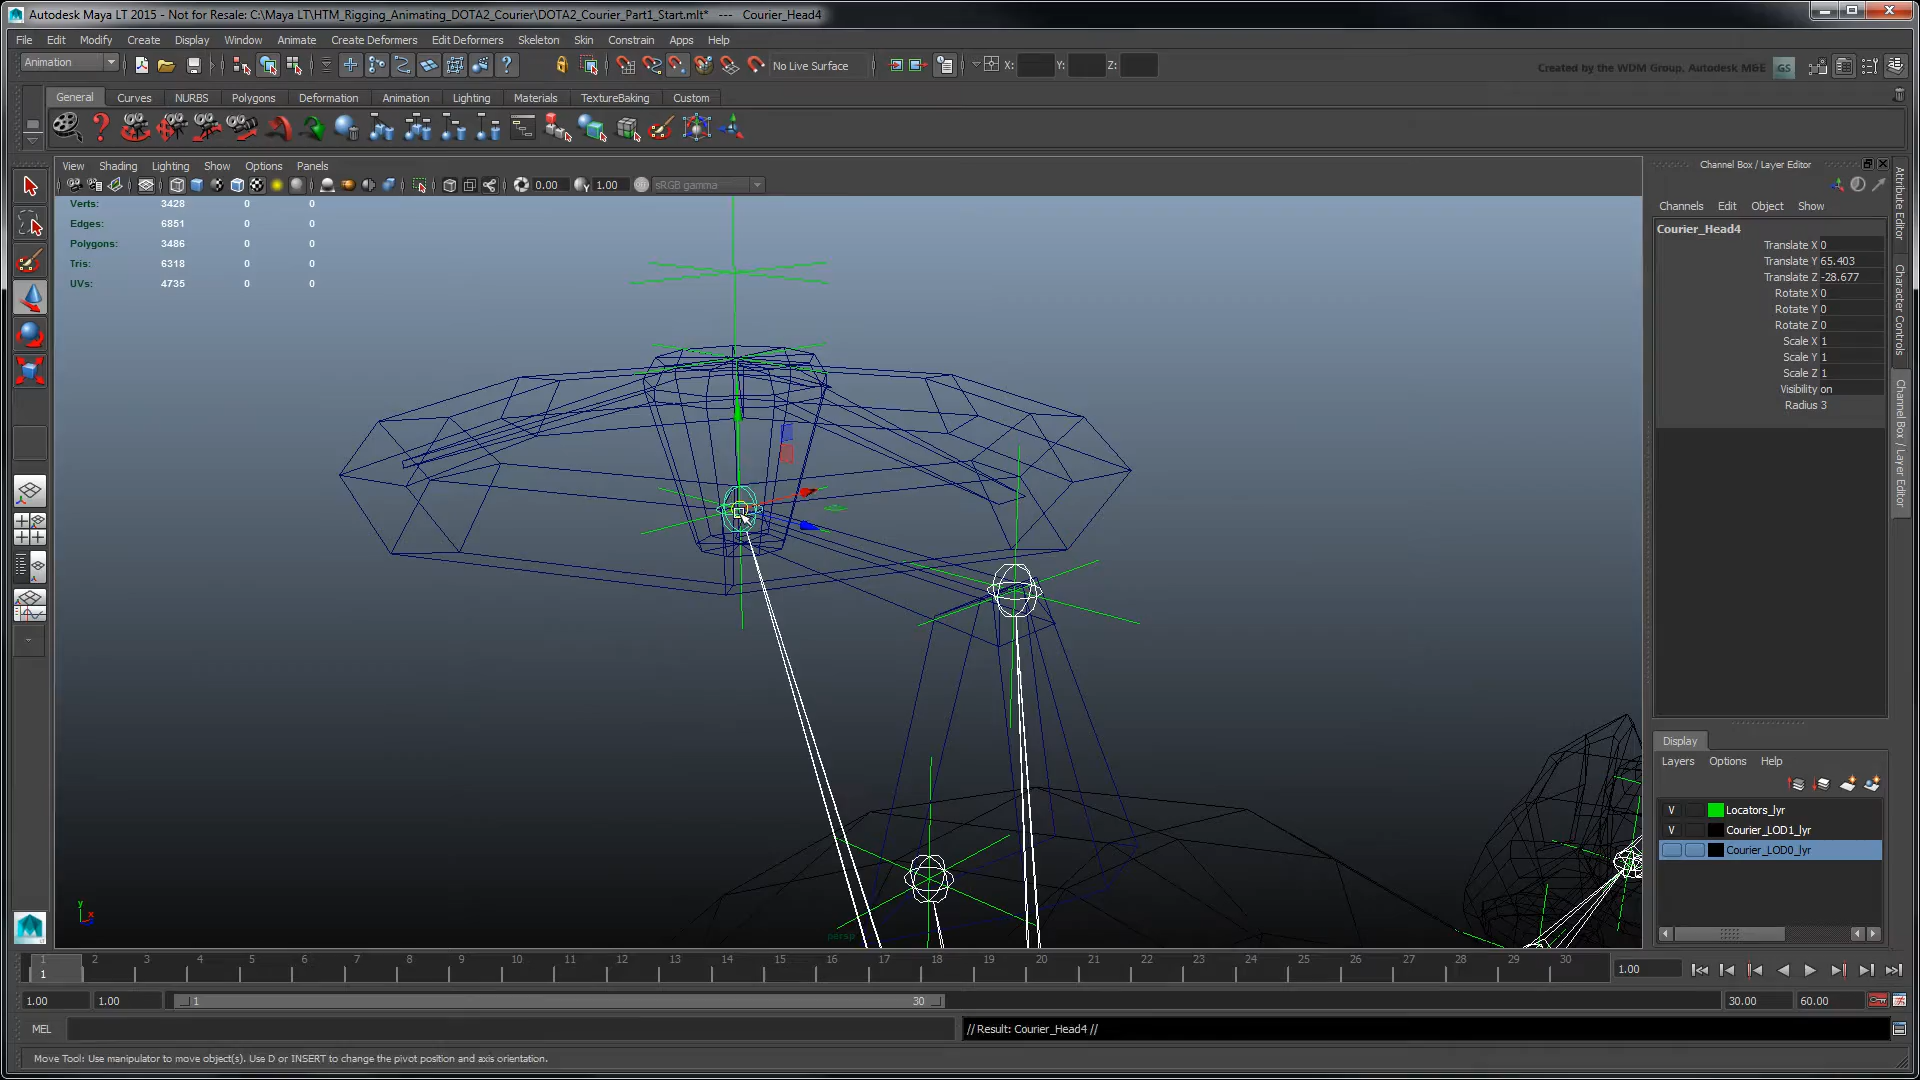 Autodesk Maya LT 2015 - Not for Resale: C:\Maya LT\HTM_Rigging_Animating_DOTA2_Courier\DOTA2_Courier_Part1_Start.mlt* --- Courier_Head4
File Edit Modify Create Display Window Animate Create Deformers Edit Deformers Skeleton Skin Constrain Apps Help
Animation No Live Surface X: Y: Z: Created by the WDM Group, Autodesk M&E GS
General Curves NURBS Polygons Deformation Animation Lighting Materials TextureBaking Custom
View Shading Lighting Show Options Panels
0.00 1.00 sRGB gamma
Verts: 3428 0 0
Edges: 6851 0 0
Polygons: 3486 0 0
Tris: 6318 0 0
UVs: 4735 0 0
persp
y x
Channel Box / Layer Editor
Channels Edit Object Show
Courier_Head4
Translate X 0
Translate Y 65.403
Translate Z -28.677
Rotate X 0
Rotate Y 0
Rotate Z 0
Scale X 1
Scale Y 1
Scale Z 1
Visibility on
Radius 3
Attribute Editor
Character Controls
Channel Box / Layer Editor
Display
Layers Options Help
V Locators_lyr
V Courier_LOD1_lyr
Courier_LOD0_lyr
1 2 3 4 5 6 7 8 9 10 11 12 13 14 15 16 17 18 19 20 21 22 23 24 25 26 27 28 29 30
1 1.00
1.00 1.00 1 30 30.00 60.00
MEL // Result: Courier_Head4 //
Move Tool: Use manipulator to move object(s). Use D or INSERT to change the pivot position and axis orientation.